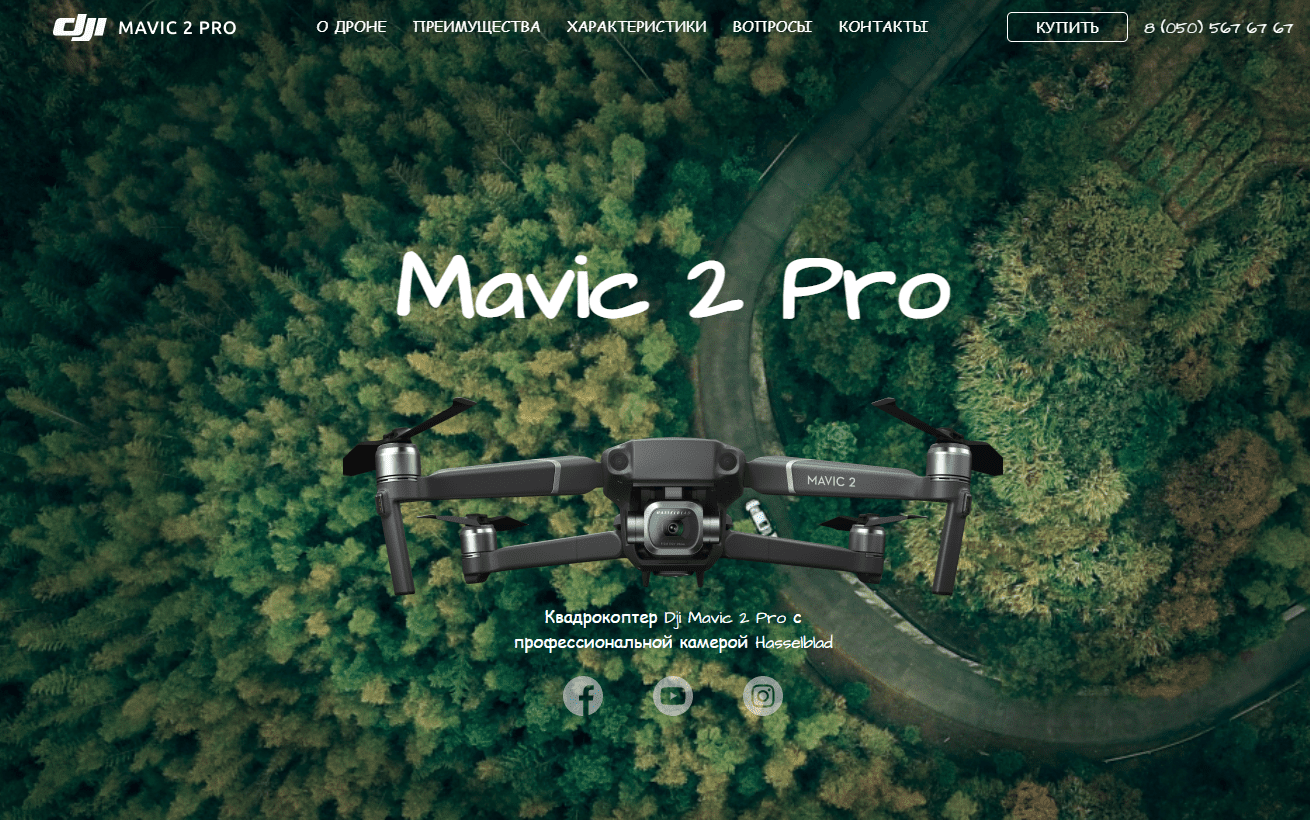 dji MAVIC 2 PRO
О ДРОНЕ ПРЕИМУЩЕСТВА ХАРАКТЕРИСТИКИ ВОПРОСЫ КОНТАКТЫ
КУПИТЬ 8 (050) 567 67 67
Mavic 2 Pro
MAVIC 2
HASSELBLAD
Квадрокоптер Dji Mavic 2 Pro с
профессиональной камерой Hasselblad